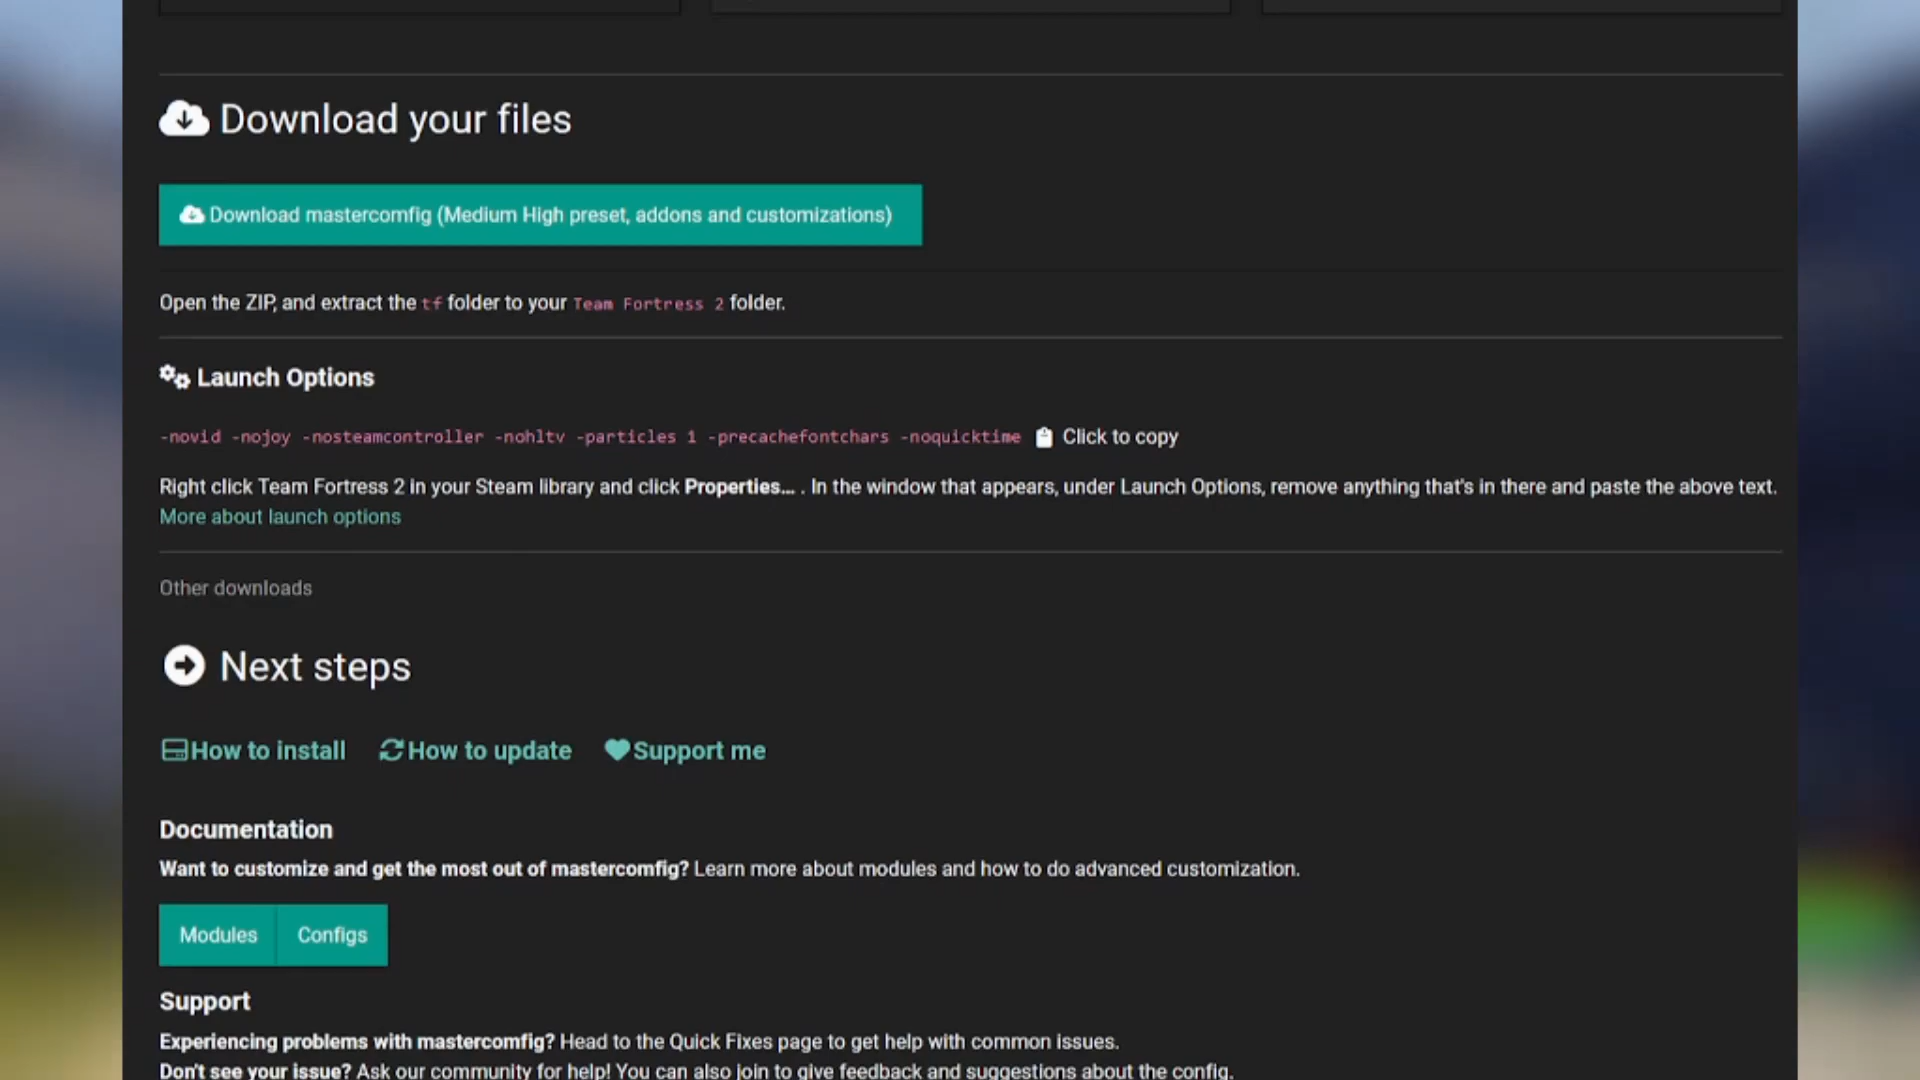 Download your files
Download mastercomfig (Medium High preset, addons and customizations)
Open the ZIP, and extract the tf folder to your Team Fortress 2 folder.
Launch Options
-novid -nojoy -nosteamcontroller -nohltv -particles 1 -precachefontchars -noquicktime Click to copy
Right click Team Fortress 2 in your Steam library and click Properties... . In the window that appears, under Launch Options, remove anything that's in there and paste the above text.
More about launch options
Other downloads
Next steps
How to install How to update Support me
Documentation
Want to customize and get the most out of mastercomfig? Learn more about modules and how to do advanced customization.
Modules Configs
Support
Experiencing problems with mastercomfig? Head to the Quick Fixes page to get help with common issues.
Don't see your issue? Ask our community for help! You can also join to give feedback and suggestions about the config.